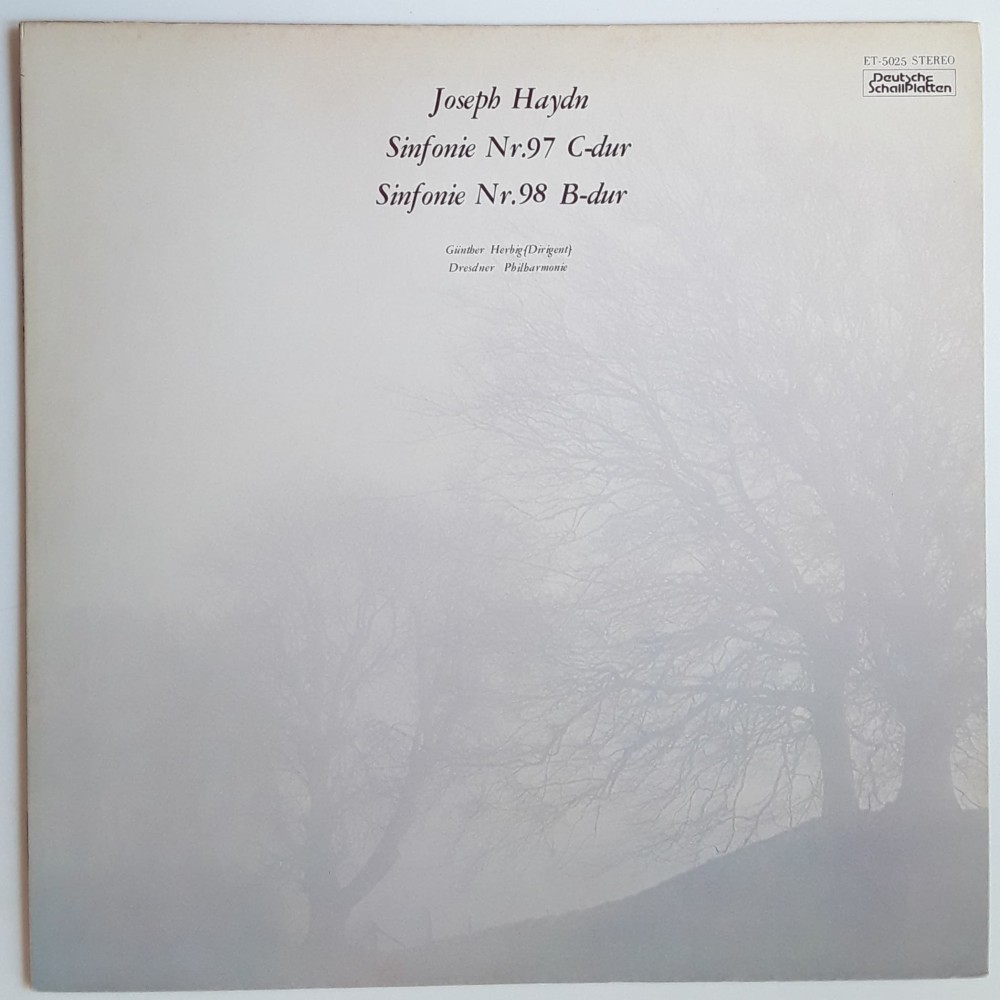 ET-5025 STEREO
Deutsche
SchallPlatten
Joseph Haydn
Sinfonie Nr.97 C-dur
Sinfonie Nr.98 B-dur
Günther Herbig(Dirigent)
Dresdner Philharmonie